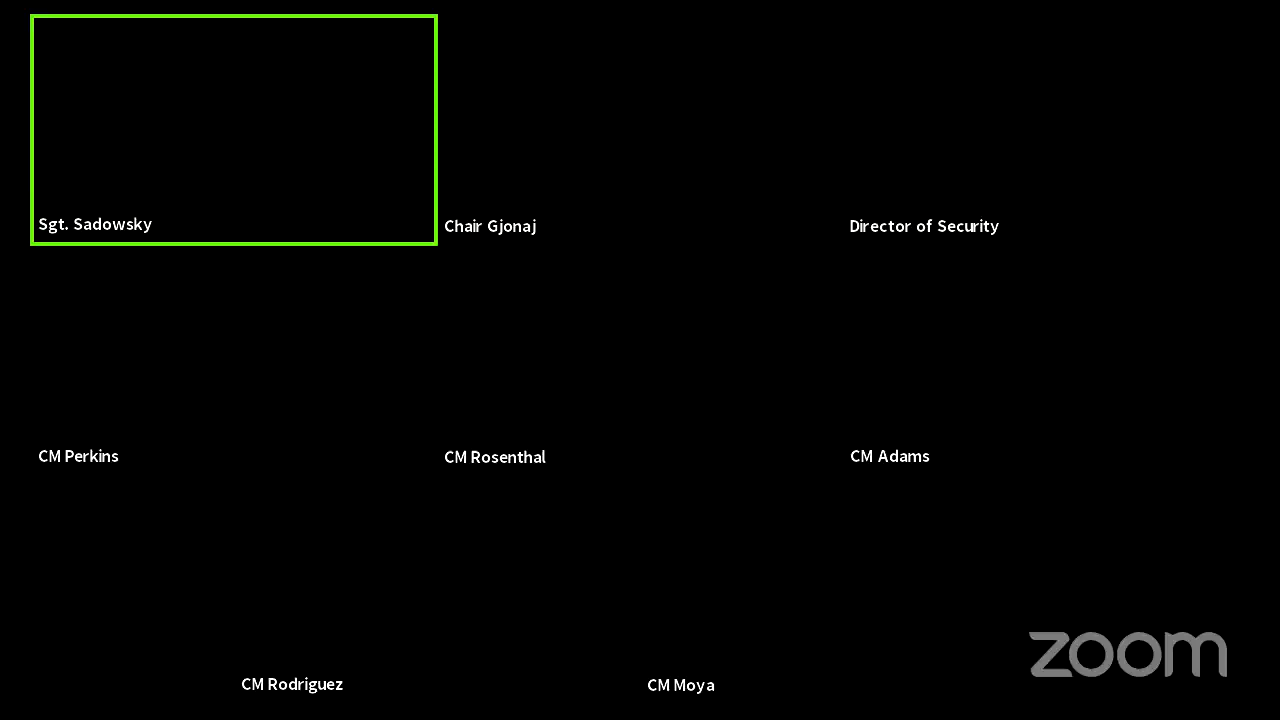 Sgt. Sadowsky
Chair Gjonaj
Director of Security
CM Perkins
CM Rosenthal
CM Adams
CM Rodriguez
CM Moya
zoom